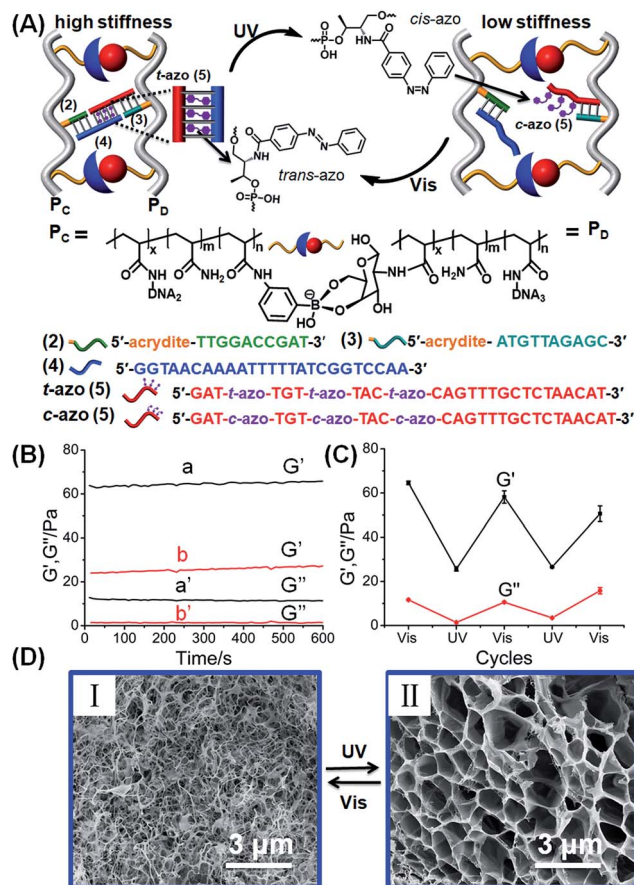 (A) high stiffness
UV
cis-azo
low stiffness
t-azo (5)
(2)
(3)
(4)
trans-azo
Vis
c-azo (5)
P_C
P_D
P_C =
= P_D
DNA₂
DNA₃
(2) 5'-acrydite-TTGGACCGAT-3' (3) 5'-acrydite-ATGTTAGAGC-3'
(4) 5'-GGTAACAAAATTTTTATCGGTCCAA-3'
t-azo (5) 5'-GAT-t-azo-TGT-t-azo-TAC-t-azo-CAGTTTGCTCTAACAT-3'
c-azo (5) 5'-GAT-c-azo-TGT-c-azo-TAC-c-azo-CAGTTTGCTCTAACAT-3'
(B)
G',G''/Pa
80
60
40
20
0
a G'
b G'
a' G''
b' G''
0 100 200 300 400 500 600
Time/s
(C)
G',G''/Pa
80
60
40
20
0
G'
G''
Vis UV Vis UV Vis
Cycles
(D)
I
3 μm
UV
Vis
II
3 μm